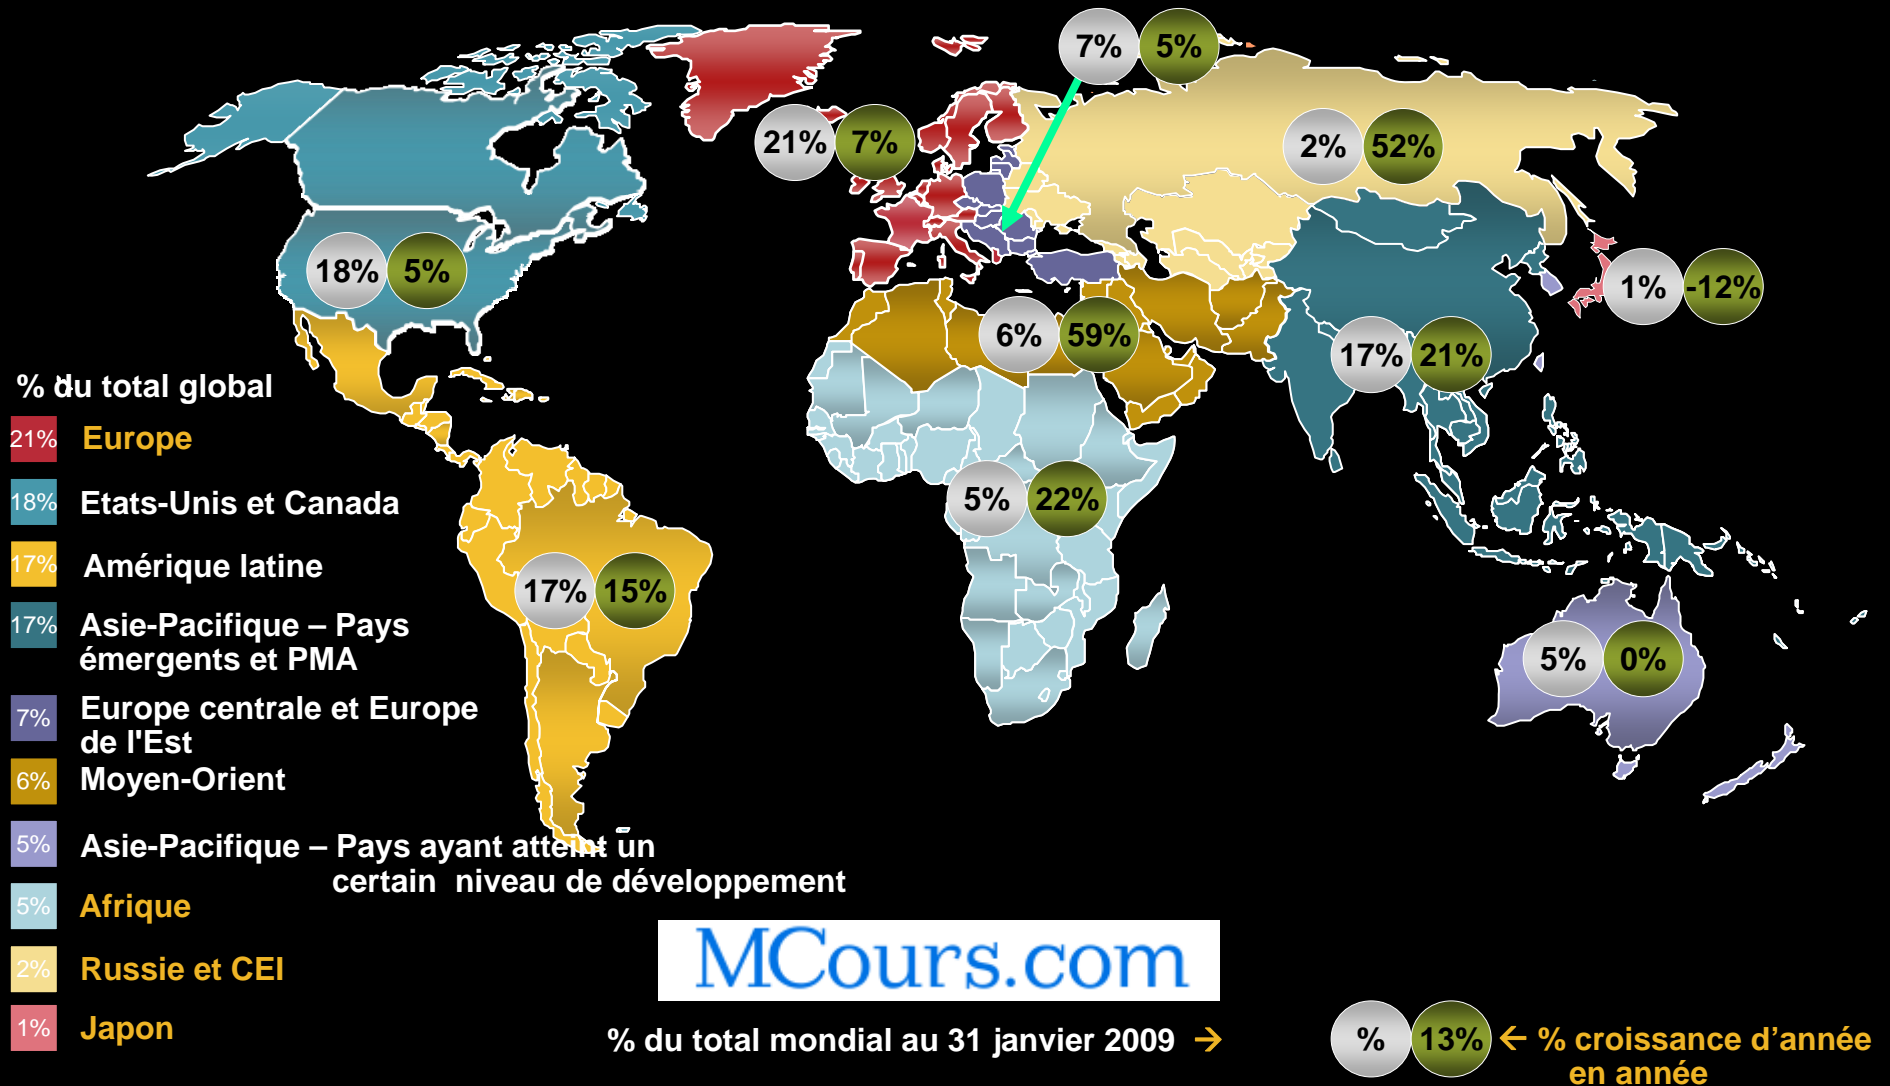 7% 5%
21% 7%
2% 52%
18% 5%
1% -12%
6% 59%
17% 21%
5% 22%
17% 15%
5% 0%
% du total global
21% Europe
18% Etats-Unis et Canada
17% Amérique latine
17% Asie-Pacifique – Pays
émergents et PMA
7% Europe centrale et Europe
de l'Est
6% Moyen-Orient
5% Asie-Pacifique – Pays ayant atteint un
certain niveau de développement
5% Afrique
2% Russie et CEI
1% Japon
MCours.com
% du total mondial au 31 janvier 2009 →
% 13% ← % croissance d’année
en année